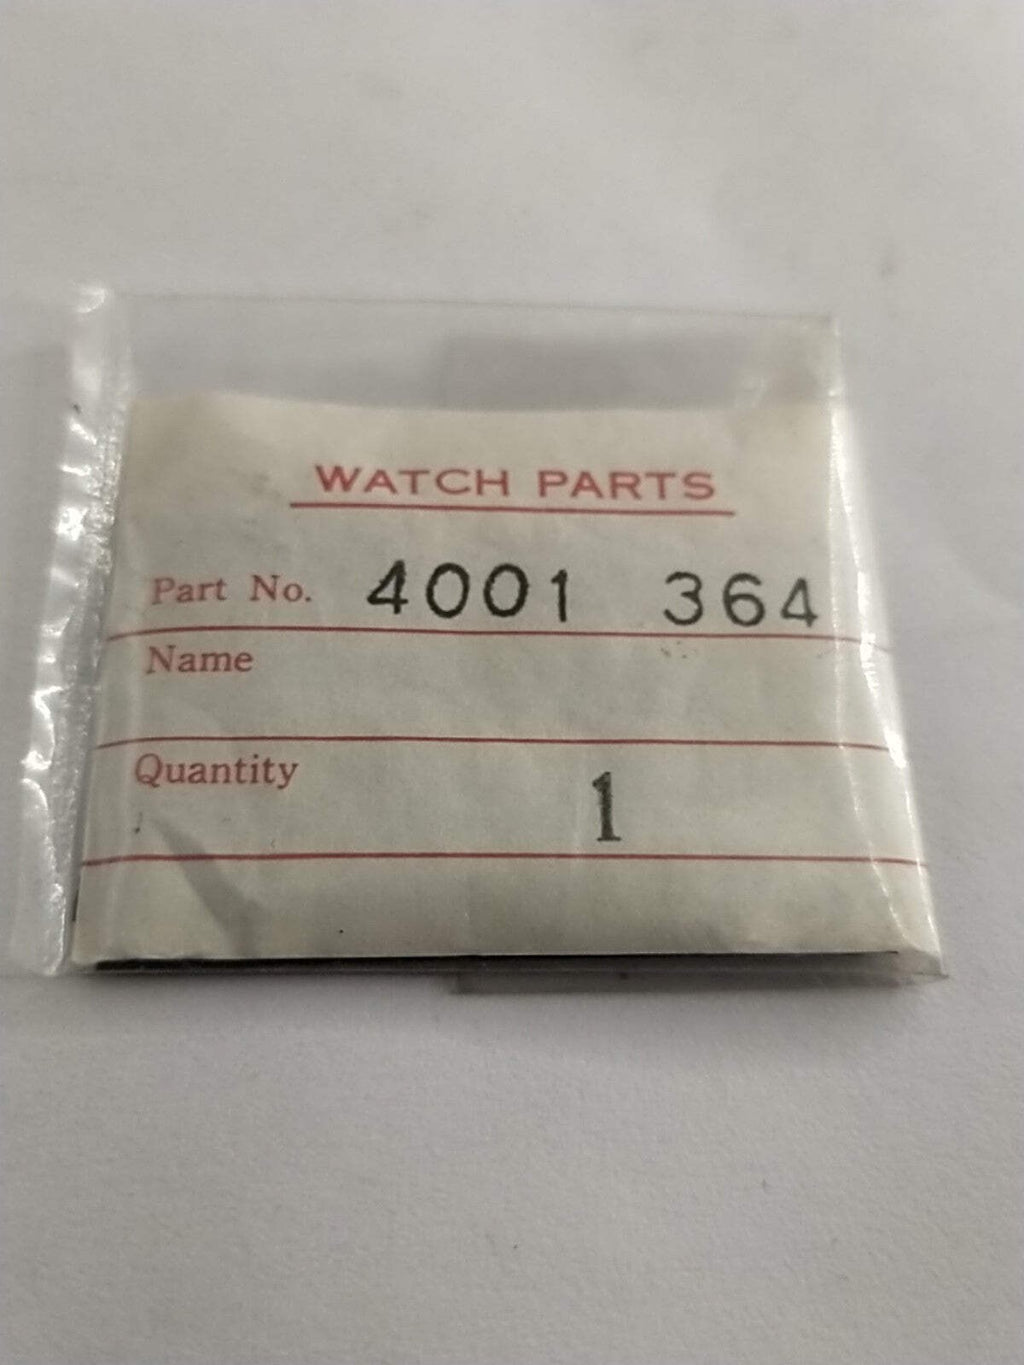 WATCH PARTS
Part No. 4001 364
Name
Quantity 1